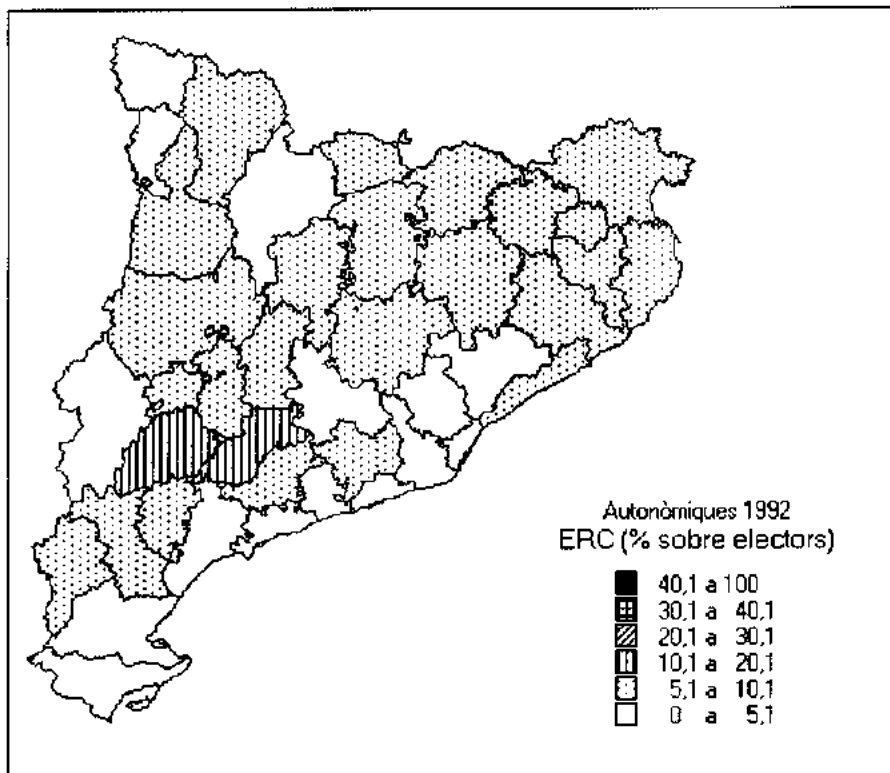 Autonòmiques 1992
ERC (% sobre electors)
40,1 a 100
30,1 a 40,1
20,1 a 30,1
10,1 a 20,1
5,1 a 10,1
0 a 5,1